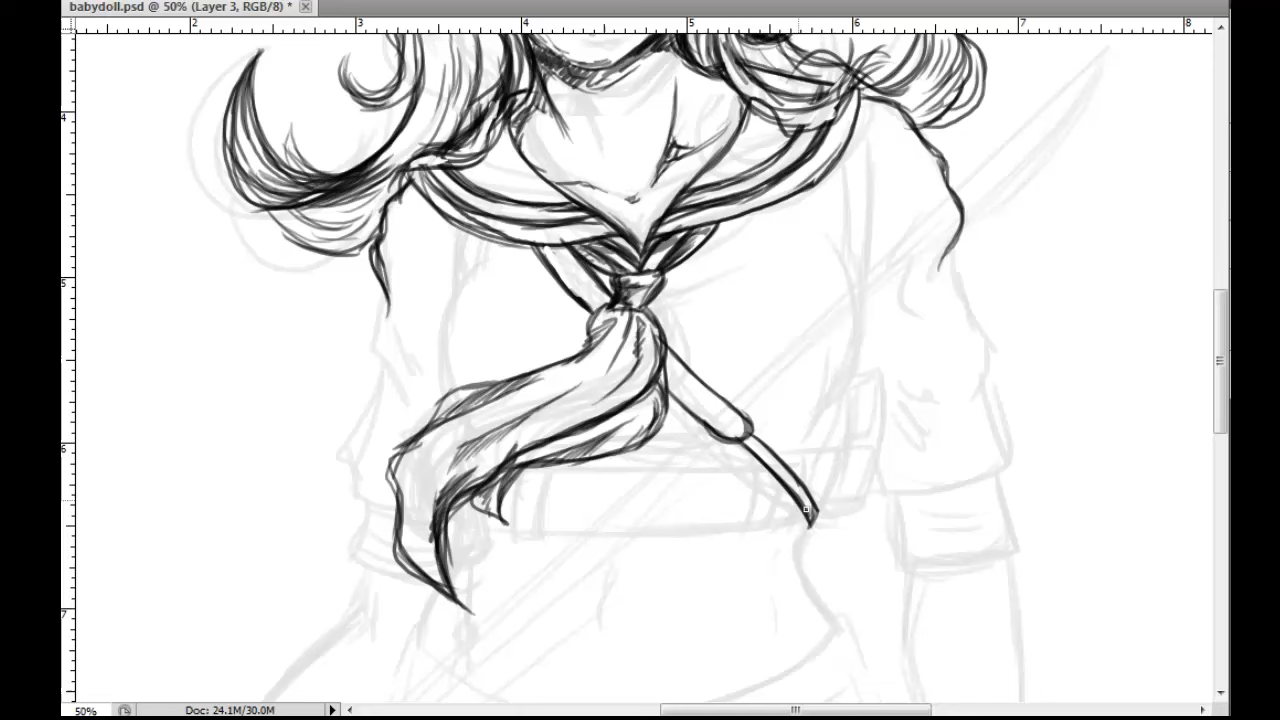 babydoll.psd @ 50% (Layer 3, RGB/8) *
2 3 4 5 6 7 8
4
5
6
7
50% Doc: 24.1M/30.0M